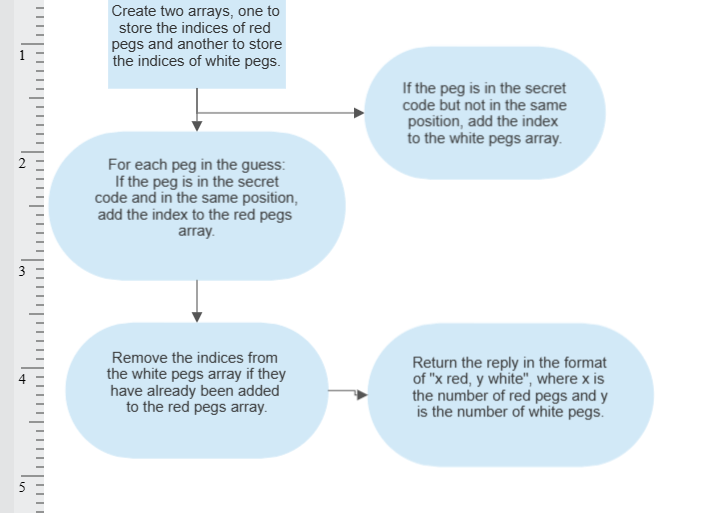 Create two arrays, one to
store the indices of red
pegs and another to store
the indices of white pegs.
If the peg is in the secret
code but not in the same
position, add the index
to the white pegs array.
For each peg in the guess:
If the peg is in the secret
code and in the same position,
add the index to the red pegs
array.
Remove the indices from
the white pegs array if they
have already been added
to the red pegs array.
Return the reply in the format
of "x red, y white", where x is
the number of red pegs and y
is the number of white pegs.
1
2
3
4
5